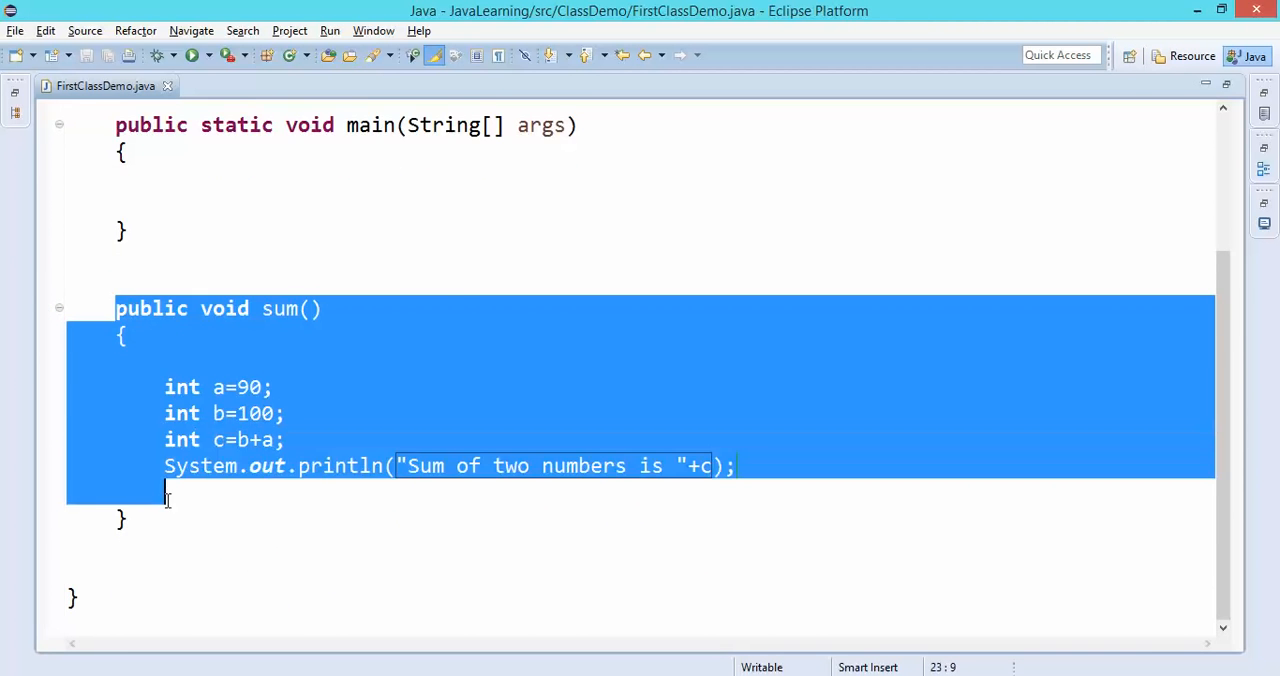 Java - JavaLearning/src/ClassDemo/FirstClassDemo.java - Eclipse Platform
File Edit Source Refactor Navigate Search Project Run Window Help
Quick Access Resource Java
FirstClassDemo.java
public static void main(String[] args)
{
}
public void sum()
{
int a=90;
int b=100;
int c=b+a;
System.out.println("Sum of two numbers is "+c);
}
}
Writable Smart Insert 23 : 9